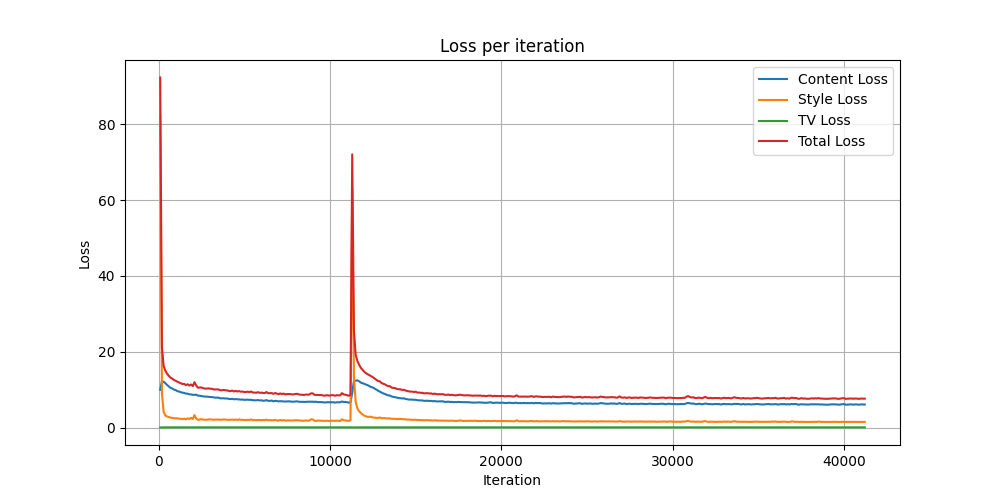 Loss per iteration
Content Loss
Style Loss
TV Loss
Total Loss
Loss
80
60
40
20
0
0 10000 20000 30000 40000
Iteration